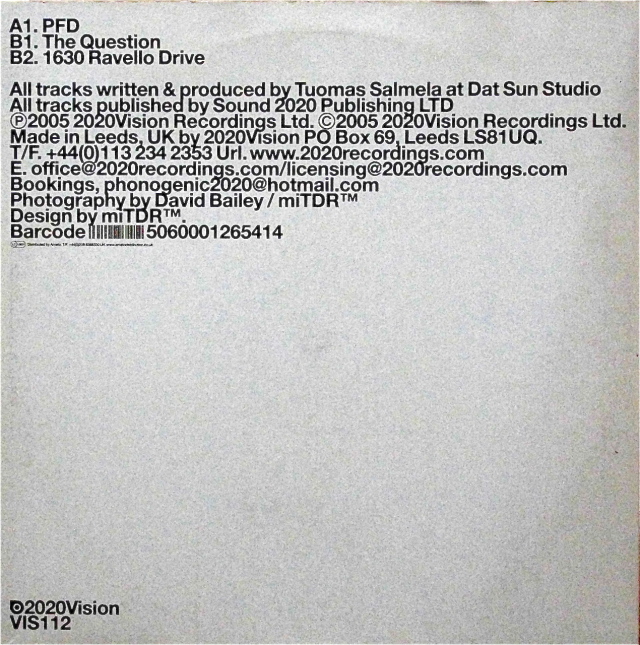 A1. PFD
B1. The Question
B2. 1630 Ravello Drive
All tracks written & produced by Tuomas Salmela at Dat Sun Studio
All tracks published by Sound 2020 Publishing LTD
Ⓟ2005 2020Vision Recordings Ltd. Ⓒ2005 2020Vision Recordings Ltd.
Made in Leeds, UK by 2020Vision PO Box 69, Leeds LS81UQ.
T/F. +44(0)113 234 2353 Url. www.2020recordings.com
E. office@2020recordings.com/licensing@2020recordings.com
Bookings, phonogenic2020@hotmail.com
Photography by David Bailey / miTDR™
Design by miTDR™.
Barcode 5060001265414
2020Vision
VIS112